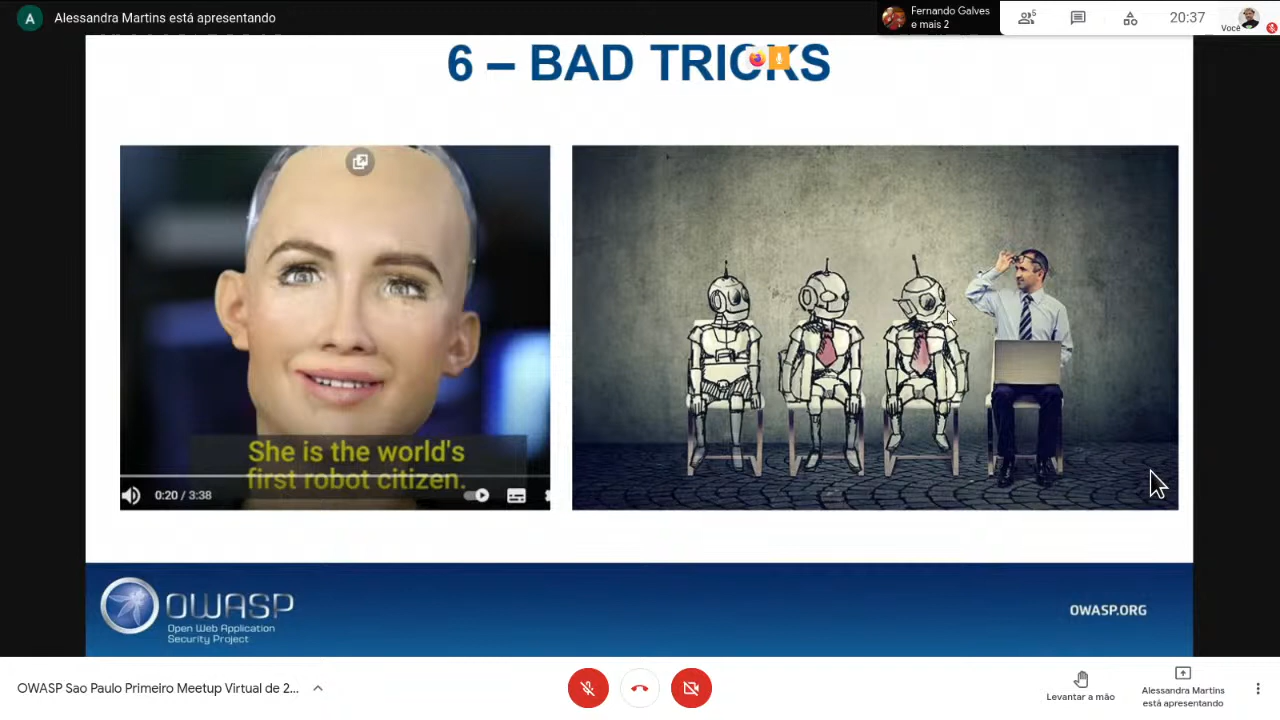 A
Alessandra Martins está apresentando
Fernando Galves
e mais 2
5
20:37
Você
6 – BAD TRICKS
She is the world's
first robot citizen.
0:20 / 3:38
OWASP
Open Web Application
Security Project
OWASP.ORG
OWASP Sao Paulo Primeiro Meetup Virtual de 2...
Levantar a mão
Alessandra Martins
está apresentando